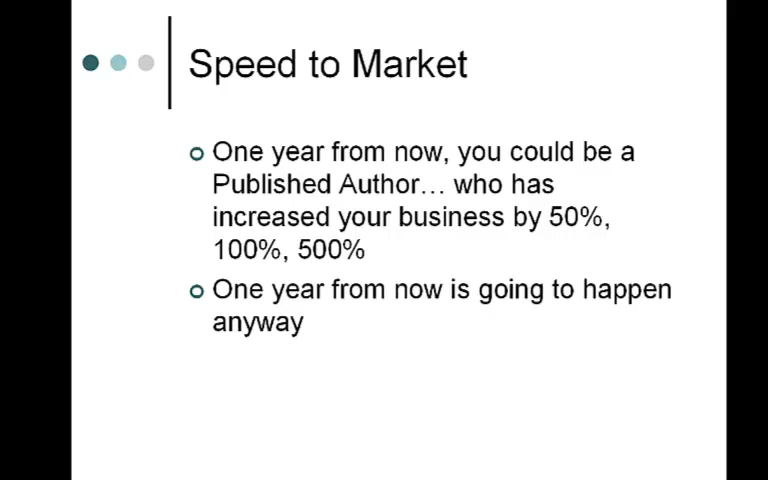 Speed to Market
One year from now, you could be a
Published Author... who has
increased your business by 50%,
100%, 500%
One year from now is going to happen
anyway